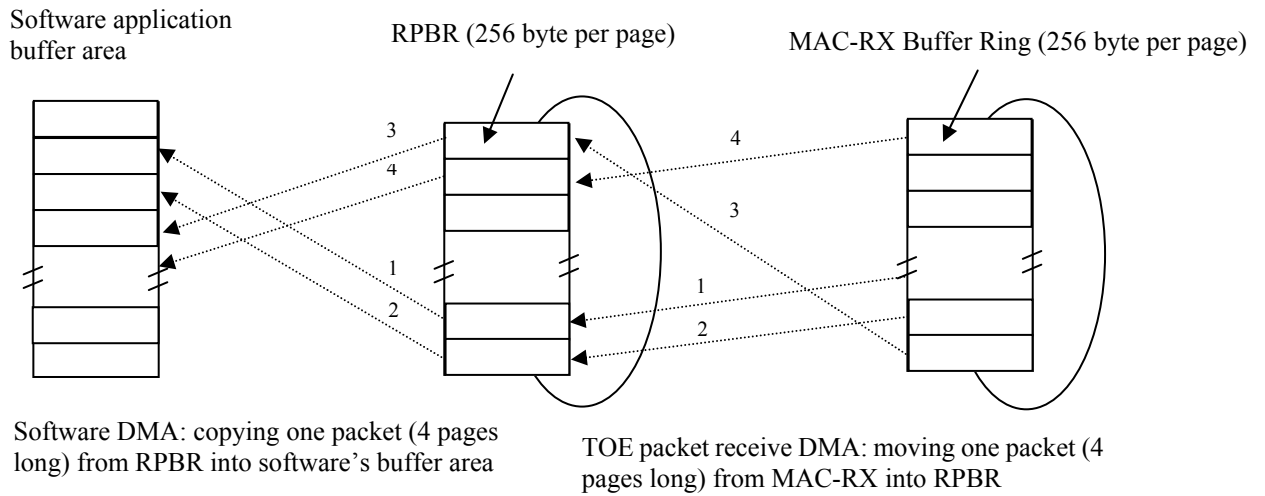 Software application
buffer area
RPBR (256 byte per page)
MAC-RX Buffer Ring (256 byte per page)
3
4
1
2
4
3
1
2
Software DMA: copying one packet (4 pages
long) from RPBR into software's buffer area
TOE packet receive DMA: moving one packet (4
pages long) from MAC-RX into RPBR